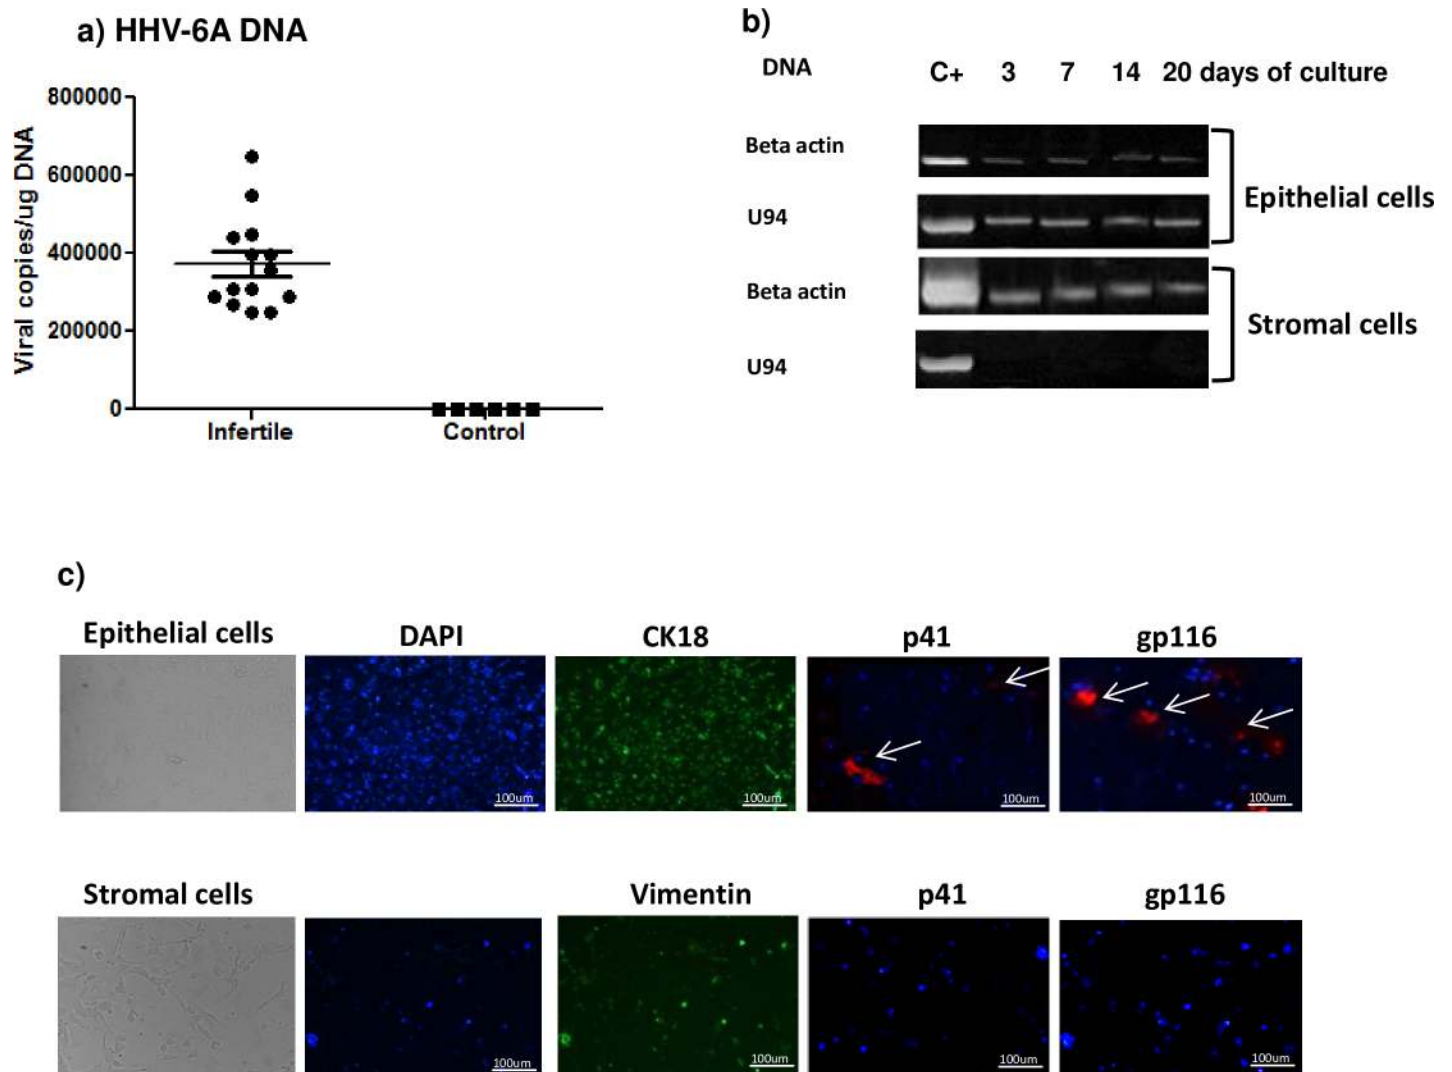 a) HHV-6A DNA
Viral copies/ug DNA
800000
600000
400000
200000
0
Infertile Control
b)
DNA C+ 3 7 14 20 days of culture
Beta actin
U94
Epithelial cells
Beta actin
U94
Stromal cells
c)
Epithelial cells DAPI CK18 p41 gp116
100um 100um 100um 100um
Stromal cells Vimentin p41 gp116
100um 100um 100um 100um